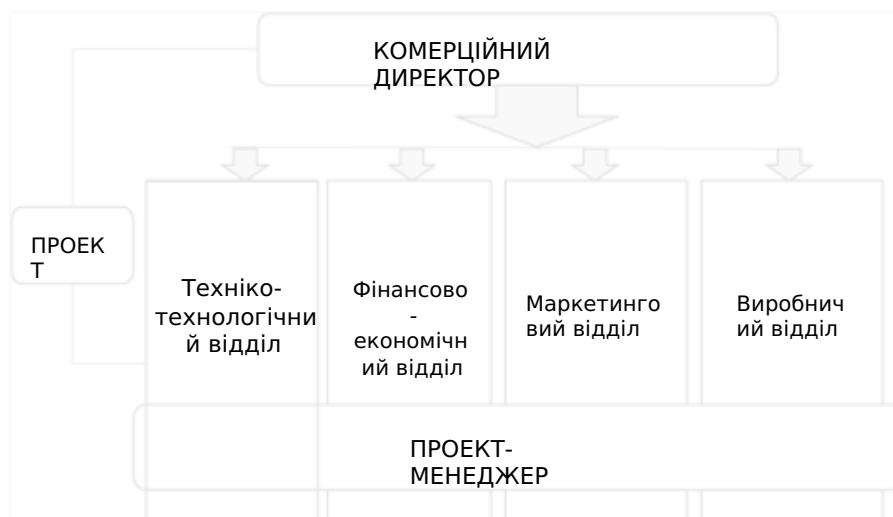 КОМЕРЦІЙНИЙ
ДИРЕКТОР
ПРОЕК
Т
Техніко-
технологічни
й відділ
Фінансово
-
економічн
ий відділ
Маркетинго
вий відділ
Виробнич
ий відділ
ПРОЕКТ-
МЕНЕДЖЕР